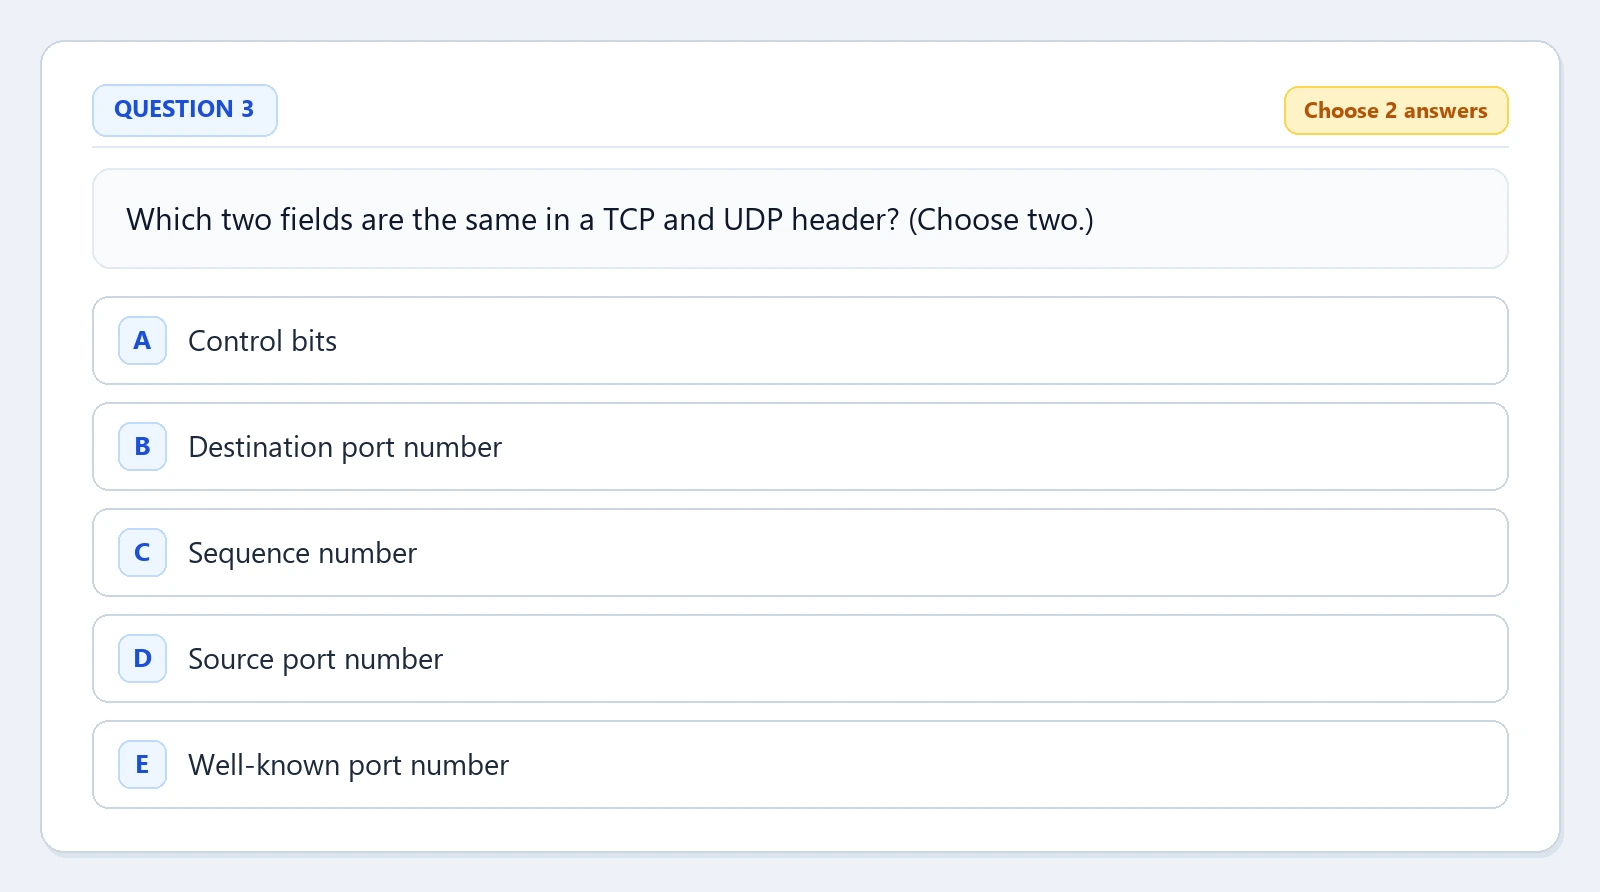 QUESTION 3
Choose 2 answers
Which two fields are the same in a TCP and UDP header? (Choose two.)
A Control bits
B Destination port number
C Sequence number
D Source port number
E Well-known port number